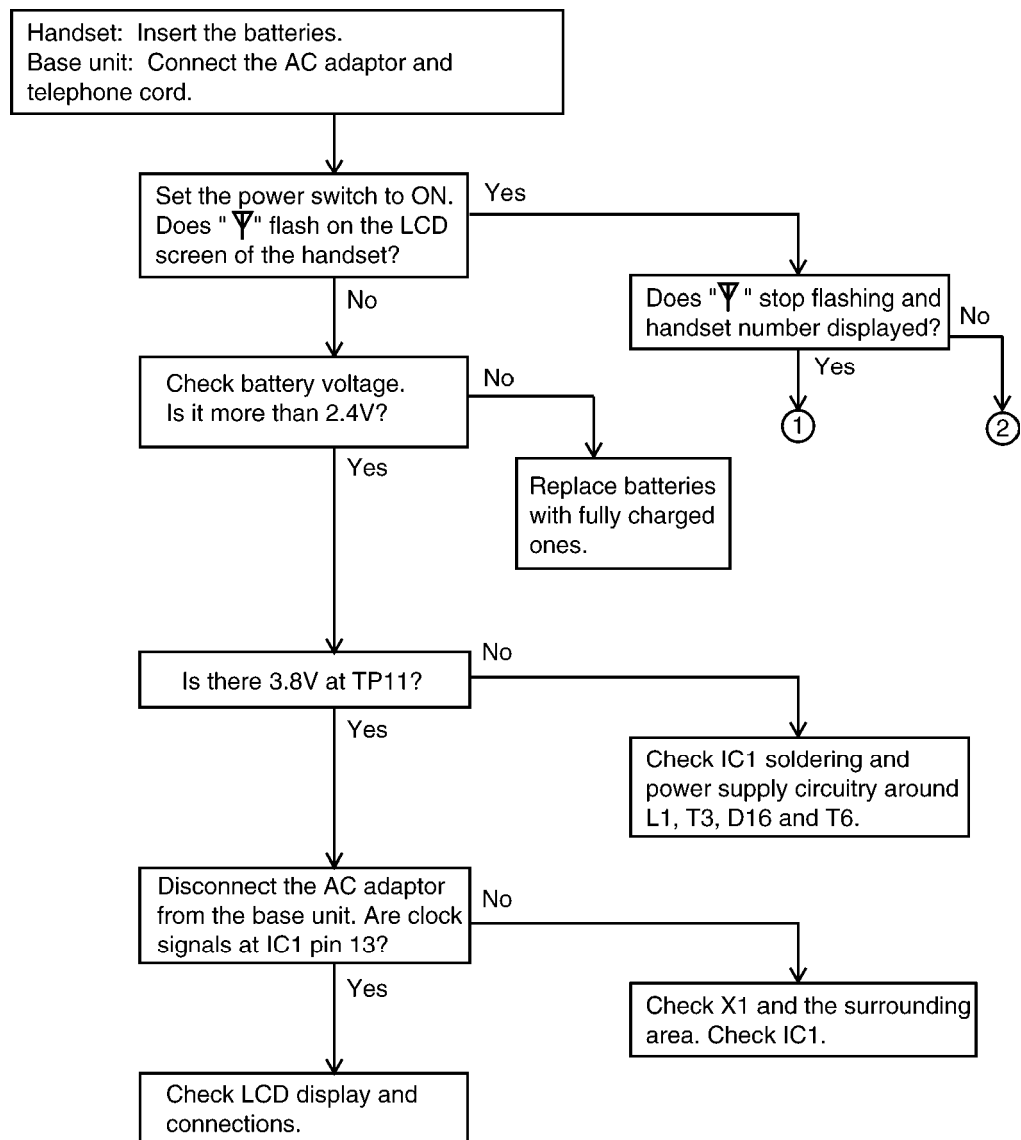 Handset: Insert the batteries.
Base unit: Connect the AC adaptor and
telephone cord.
Set the power switch to ON.
Does " " flash on the LCD
screen of the handset?
Yes
No
Does " " stop flashing and
handset number displayed?
No
Yes
1
2
Check battery voltage.
Is it more than 2.4V?
No
Yes
Replace batteries
with fully charged
ones.
Is there 3.8V at TP11?
No
Yes
Check IC1 soldering and
power supply circuitry around
L1, T3, D16 and T6.
Disconnect the AC adaptor
from the base unit. Are clock
signals at IC1 pin 13?
No
Yes
Check X1 and the surrounding
area. Check IC1.
Check LCD display and
connections.